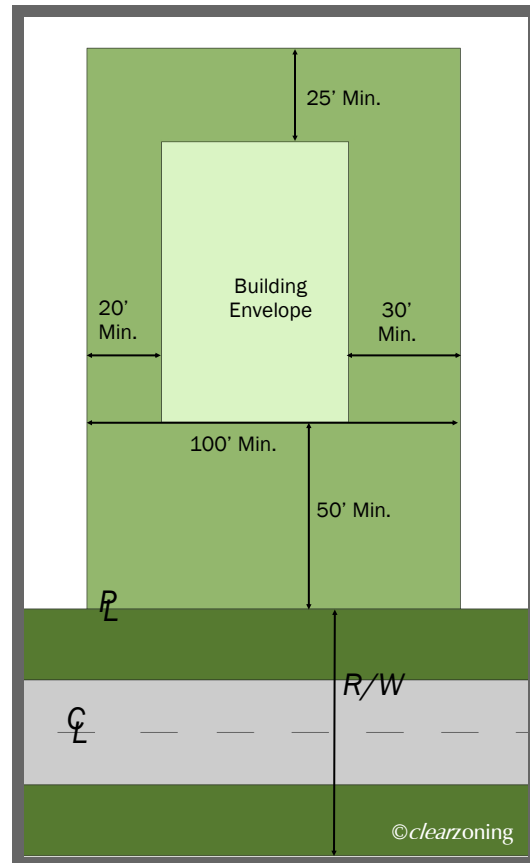 25’ Min.
Building
Envelope
20’
Min.
30’
Min.
100’ Min.
50’ Min.
PL
R/W
CL
©clearzoning